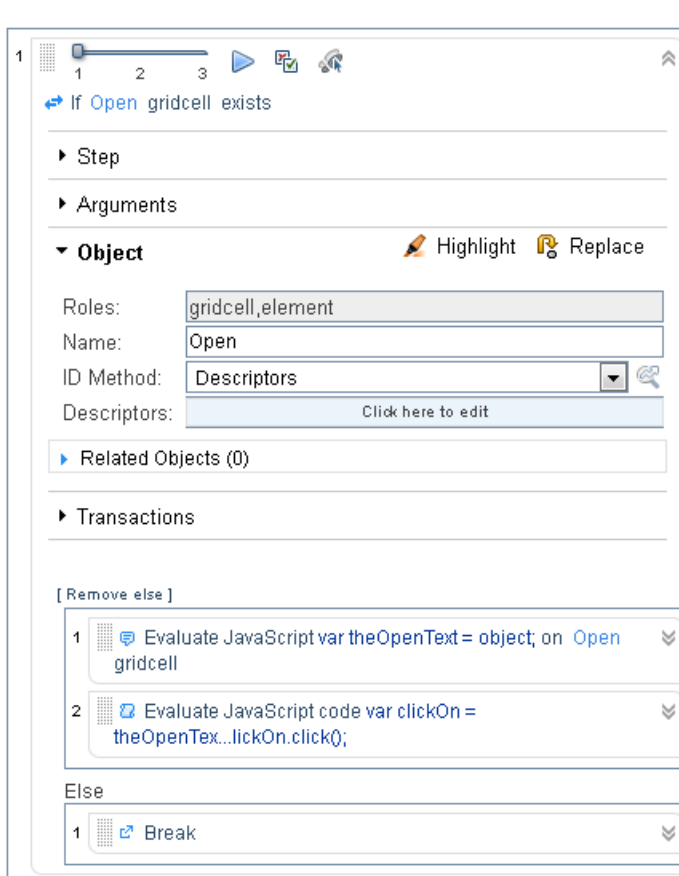 1
1 2 3
If Open gridcell exists
Step
Arguments
Object Highlight Replace
Roles: gridcell,element
Name: Open
ID Method: Descriptors
Descriptors: Click here to edit
Related Objects (0)
Transactions
[ Remove else ]
1 Evaluate JavaScript var theOpenText = object; on Open
gridcell
2 Evaluate JavaScript code var clickOn =
theOpenTex...lickOn.click();
Else
1 Break